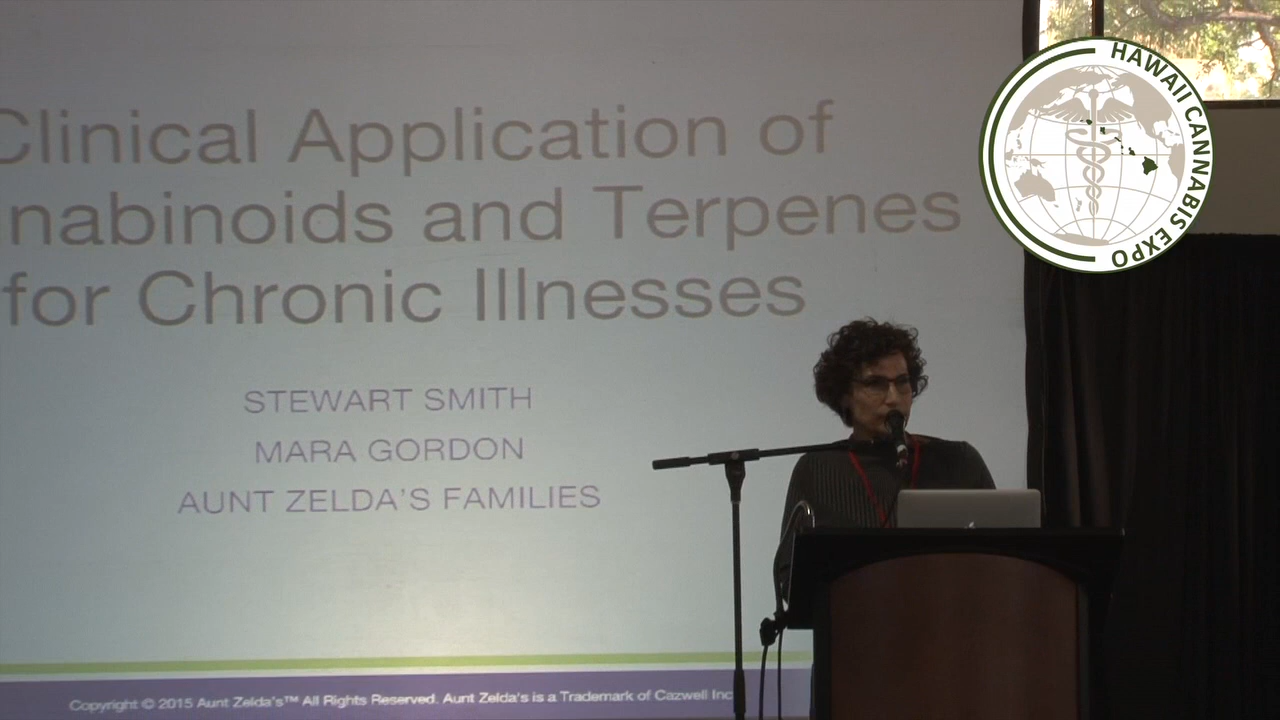 Clinical Application of
nnabinoids and Terpenes
for Chronic Illnesses
STEWART SMITH
MARA GORDON
AUNT ZELDA'S FAMILIES
Copyright © 2015 Aunt Zelda's™ All Rights Reserved. Aunt Zelda's is a Trademark of Cazwell Inc
HAWAII CANNABIS EXPO